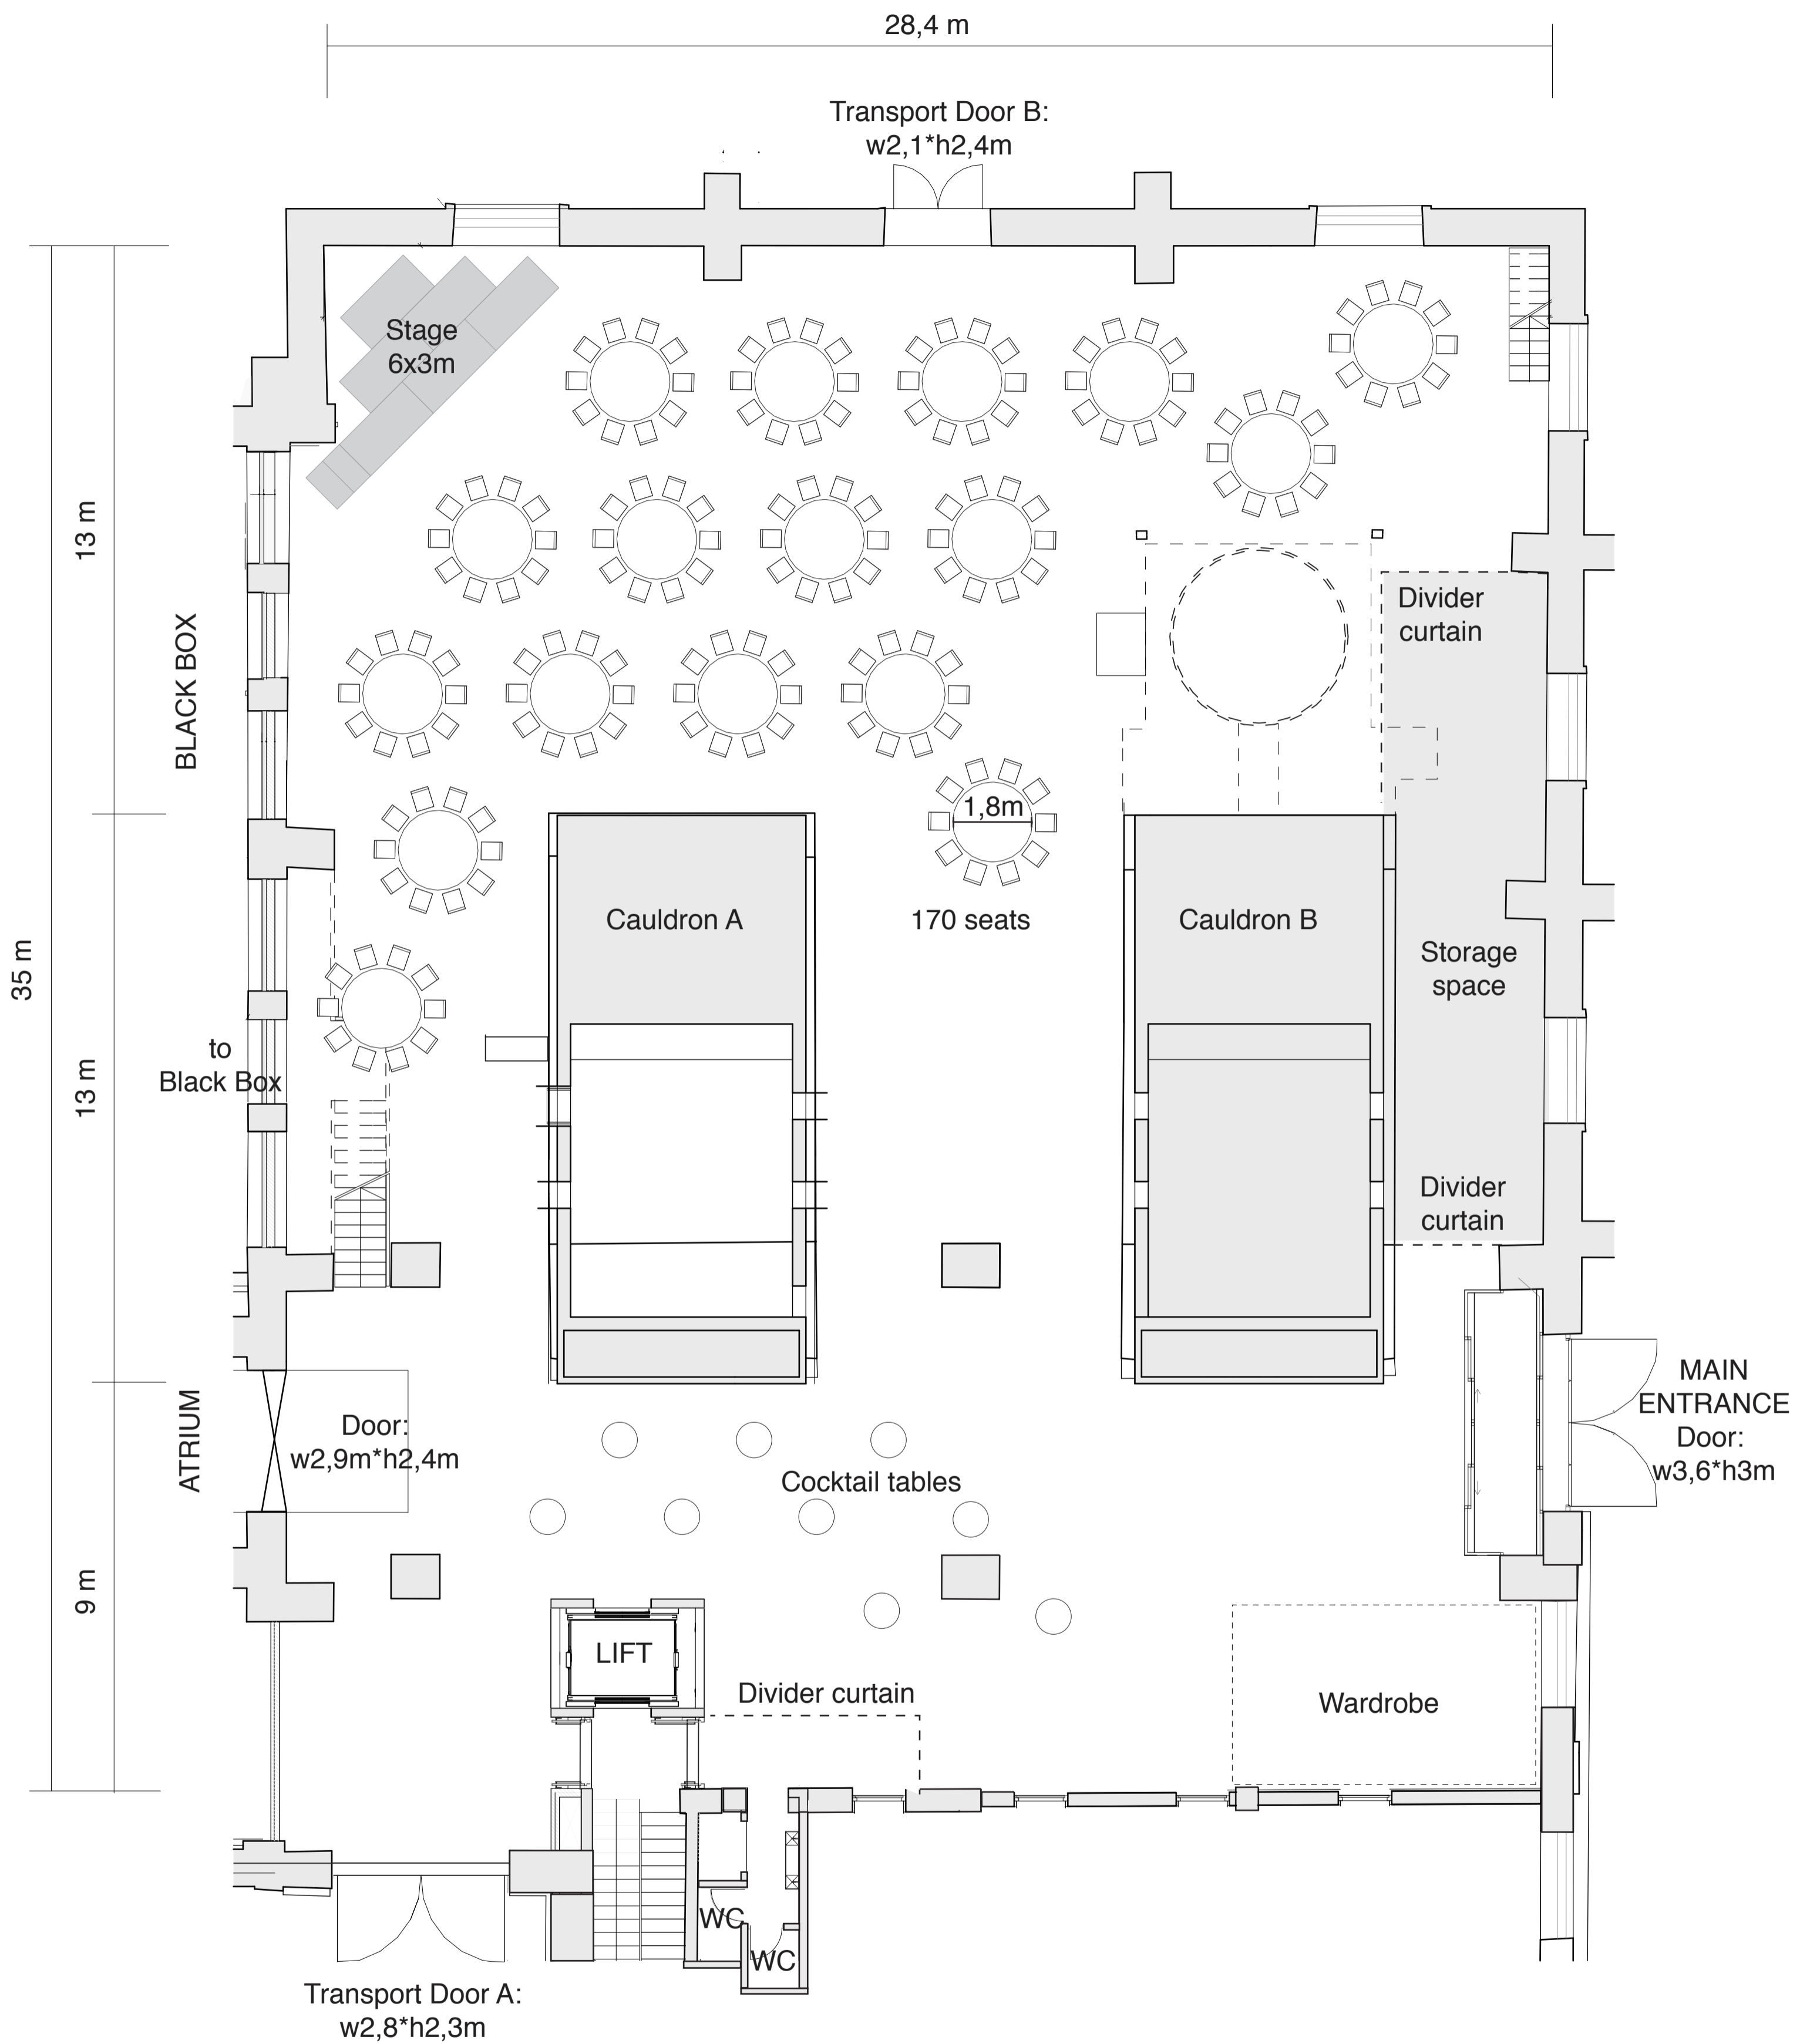 28,4 m
Transport Door B:
w2,1*h2,4m
Stage
6x3m
13 m
BLACK BOX
Divider
curtain
1,8m
Cauldron A
170 seats
Cauldron B
35 m
Storage
space
to
Black Box
13 m
Divider
curtain
ATRIUM
Door:
w2,9m*h2,4m
MAIN
ENTRANCE
Door:
w3,6*h3m
Cocktail tables
9 m
LIFT
Divider curtain
Wardrobe
WC
WC
Transport Door A:
w2,8*h2,3m